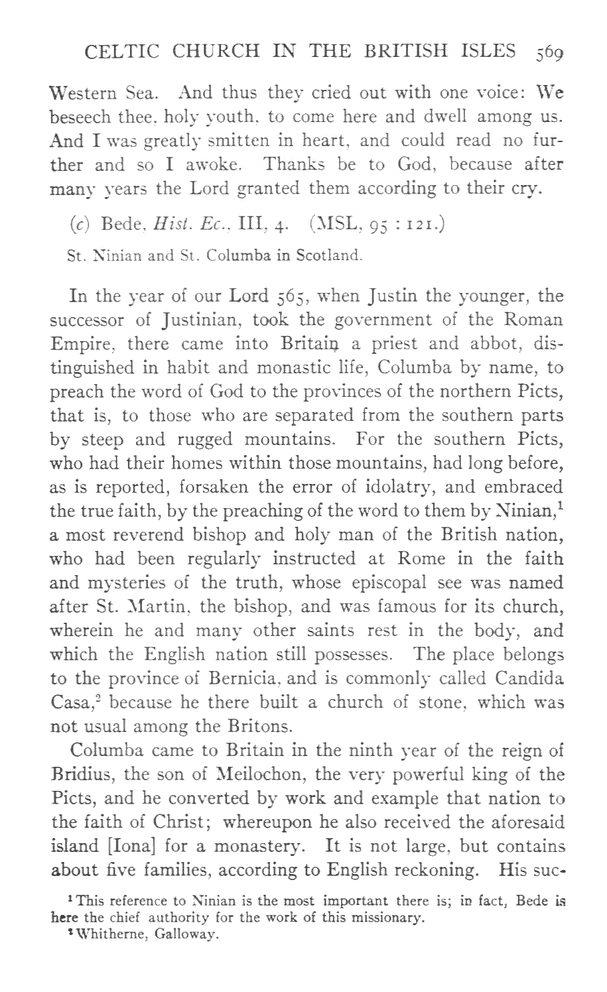 CELTIC CHURCH IN THE BRITISH ISLES 569
Western Sea. And thus they cried out with one voice: We
beseech thee, holy youth, to come here and dwell among us.
And I was greatly smitten in heart, and could read no fur-
ther and so I awoke. Thanks be to God, because after
many years the Lord granted them according to their cry.
(c) Bede, Hist. Ec., III, 4. (MSL, 95 : 121.)
St. Ninian and St. Columba in Scotland.
In the year of our Lord 565, when Justin the younger, the
successor of Justinian, took the government of the Roman
Empire, there came into Britain a priest and abbot, dis-
tinguished in habit and monastic life, Columba by name, to
preach the word of God to the provinces of the northern Picts,
that is, to those who are separated from the southern parts
by steep and rugged mountains. For the southern Picts,
who had their homes within those mountains, had long before,
as is reported, forsaken the error of idolatry, and embraced
the true faith, by the preaching of the word to them by Ninian,¹
a most reverend bishop and holy man of the British nation,
who had been regularly instructed at Rome in the faith
and mysteries of the truth, whose episcopal see was named
after St. Martin, the bishop, and was famous for its church,
wherein he and many other saints rest in the body, and
which the English nation still possesses. The place belongs
to the province of Bernicia, and is commonly called Candida
Casa,² because he there built a church of stone, which was
not usual among the Britons.
Columba came to Britain in the ninth year of the reign of
Bridius, the son of Meilochon, the very powerful king of the
Picts, and he converted by work and example that nation to
the faith of Christ; whereupon he also received the aforesaid
island [Iona] for a monastery. It is not large, but contains
about five families, according to English reckoning. His suc-
¹ This reference to Ninian is the most important there is; in fact, Bede is
here the chief authority for the work of this missionary.
² Whitherne, Galloway.